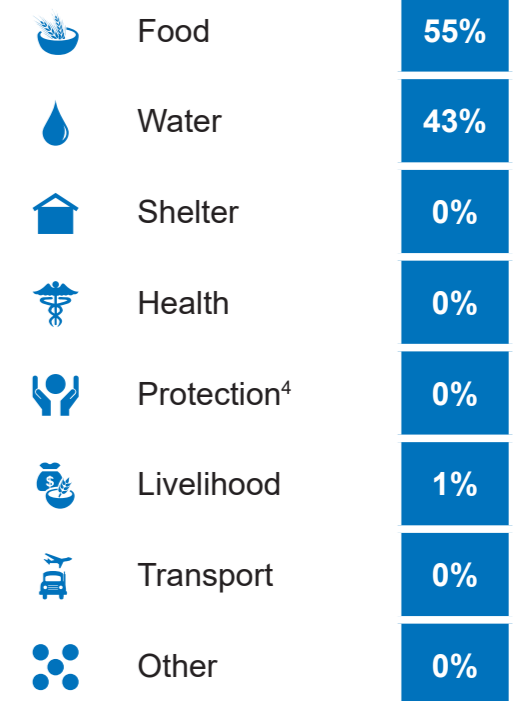 Food 55%
Water 43%
Shelter 0%
Health 0%
Protection⁴ 0%
$ Livelihood 1%
Transport 0%
Other 0%